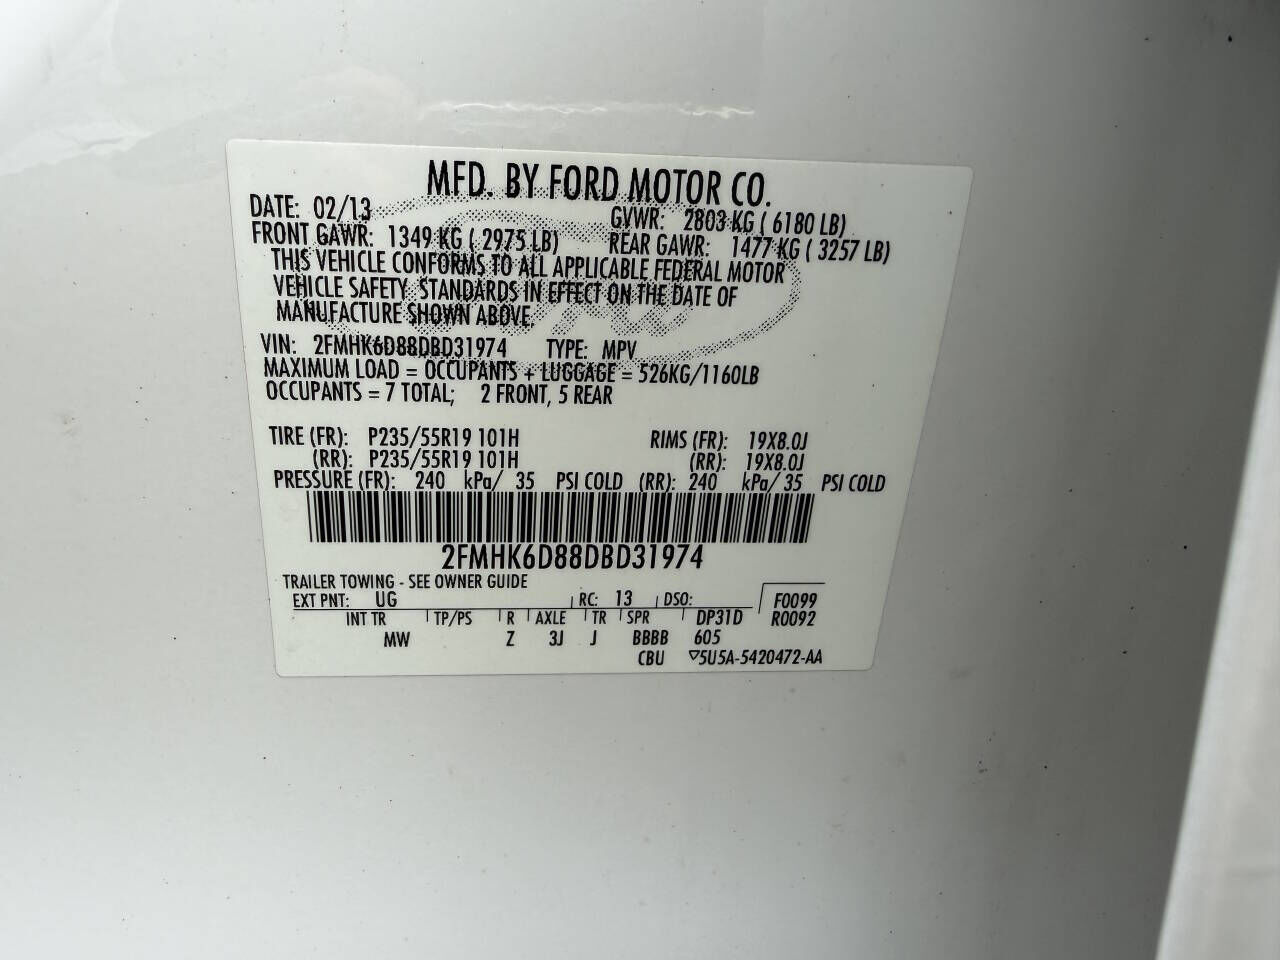 MFD. BY FORD MOTOR CO.
DATE: 02/13 GVWR: 2803 KG ( 6180 LB)
FRONT GAWR: 1349 KG ( 2975 LB) REAR GAWR: 1477 KG ( 3257 LB)
THIS VEHICLE CONFORMS TO ALL APPLICABLE FEDERAL MOTOR
VEHICLE SAFETY STANDARDS IN EFFECT ON THE DATE OF
MANUFACTURE SHOWN ABOVE.
VIN: 2FMHK6D88DBD31974 TYPE: MPV
MAXIMUM LOAD = OCCUPANTS + LUGGAGE = 526KG/1160LB
OCCUPANTS = 7 TOTAL; 2 FRONT, 5 REAR
TIRE (FR): P235/55R19 101H RIMS (FR): 19X8.0J
(RR): P235/55R19 101H (RR): 19X8.0J
PRESSURE (FR): 240 kPa/ 35 PSI COLD (RR): 240 kPa/ 35 PSI COLD
2FMHK6D88DBD31974
TRAILER TOWING - SEE OWNER GUIDE
EXT PNT: UG RC: 13 DSO: F0099
INT TR TP/PS R AXLE TR SPR DP31D R0092
MW Z 3J J BBBB 605
CBU ▽5U5A-5420472-AA